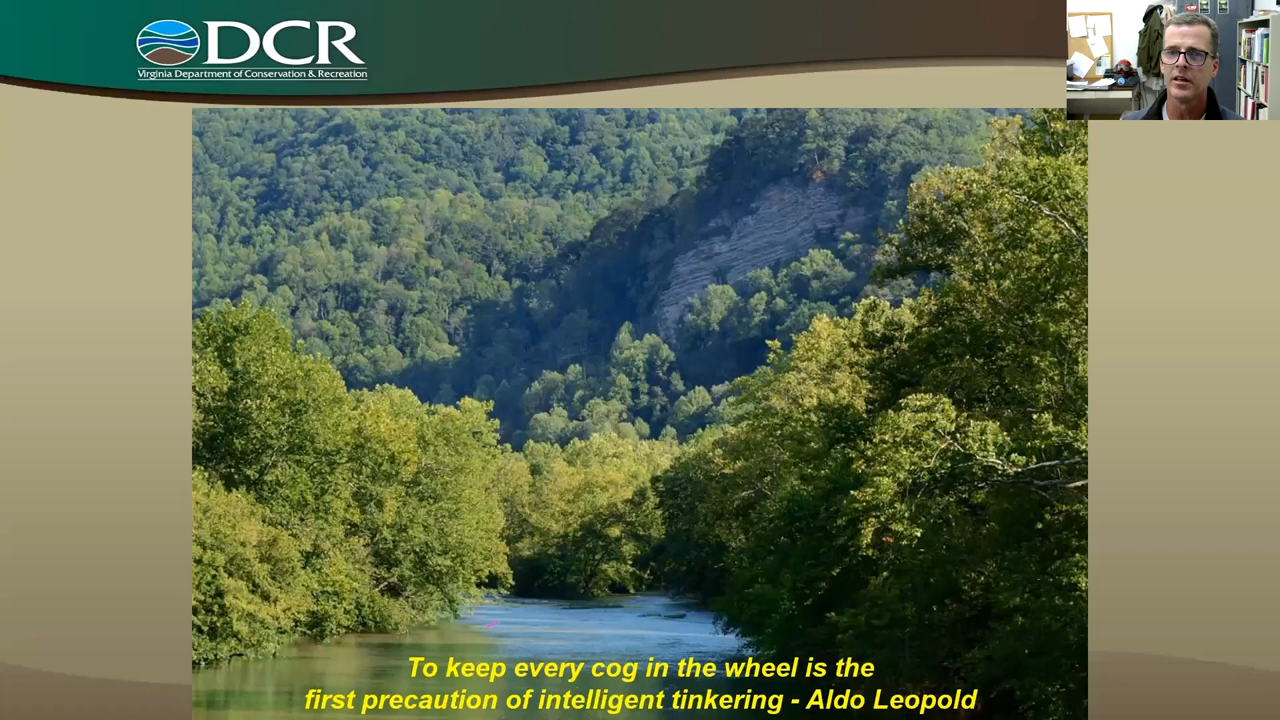 DCR
Virginia Department of Conservation & Recreation
To keep every cog in the wheel is the
first precaution of intelligent tinkering - Aldo Leopold